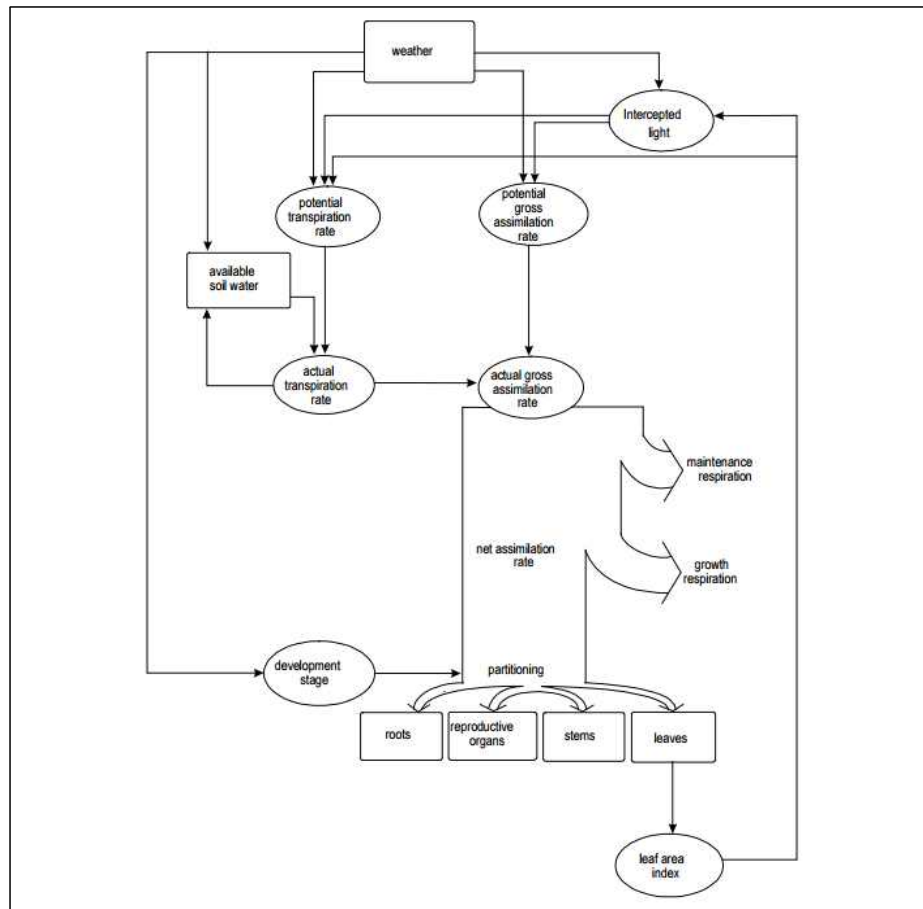 weather
Intercepted
light
potential
transpiration
rate
potential
gross
assimilation
rate
available
soil water
actual
transpiration
rate
actual gross
assimilation
rate
maintenance
respiration
net assimilation
rate
growth
respiration
development
stage
partitioning
roots
reproductive
organs
stems
leaves
leaf area
index